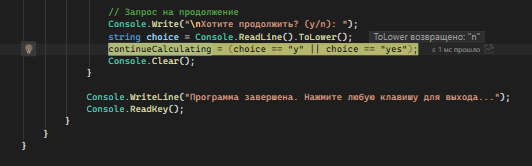 // Запрос на продолжение
Console.Write("\nХотите продолжить? (y/n): ");
string choice = Console.ReadLine().ToLower(); ToLower возвращено: "n"
continueCalculating = (choice == "y" || choice == "yes"); ≤ 1 мс прошло
Console.Clear();
}
Console.WriteLine("Программа завершена. Нажмите любую клавишу для выхода...");
Console.ReadKey();
}
}
}